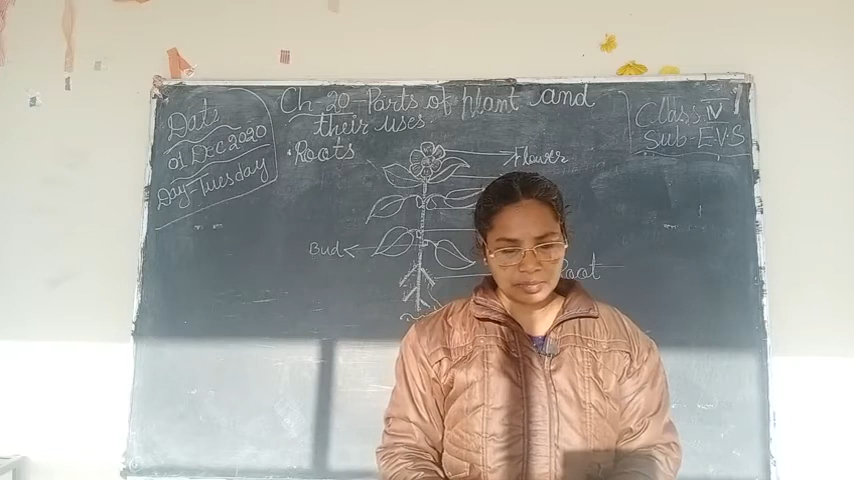 Date
01 Dec 2020
Day-Tuesday
Ch-20-Parts of plant and
their uses
Class-IV
Sub-E.V.S
•Roots
Flower
Bud
Root